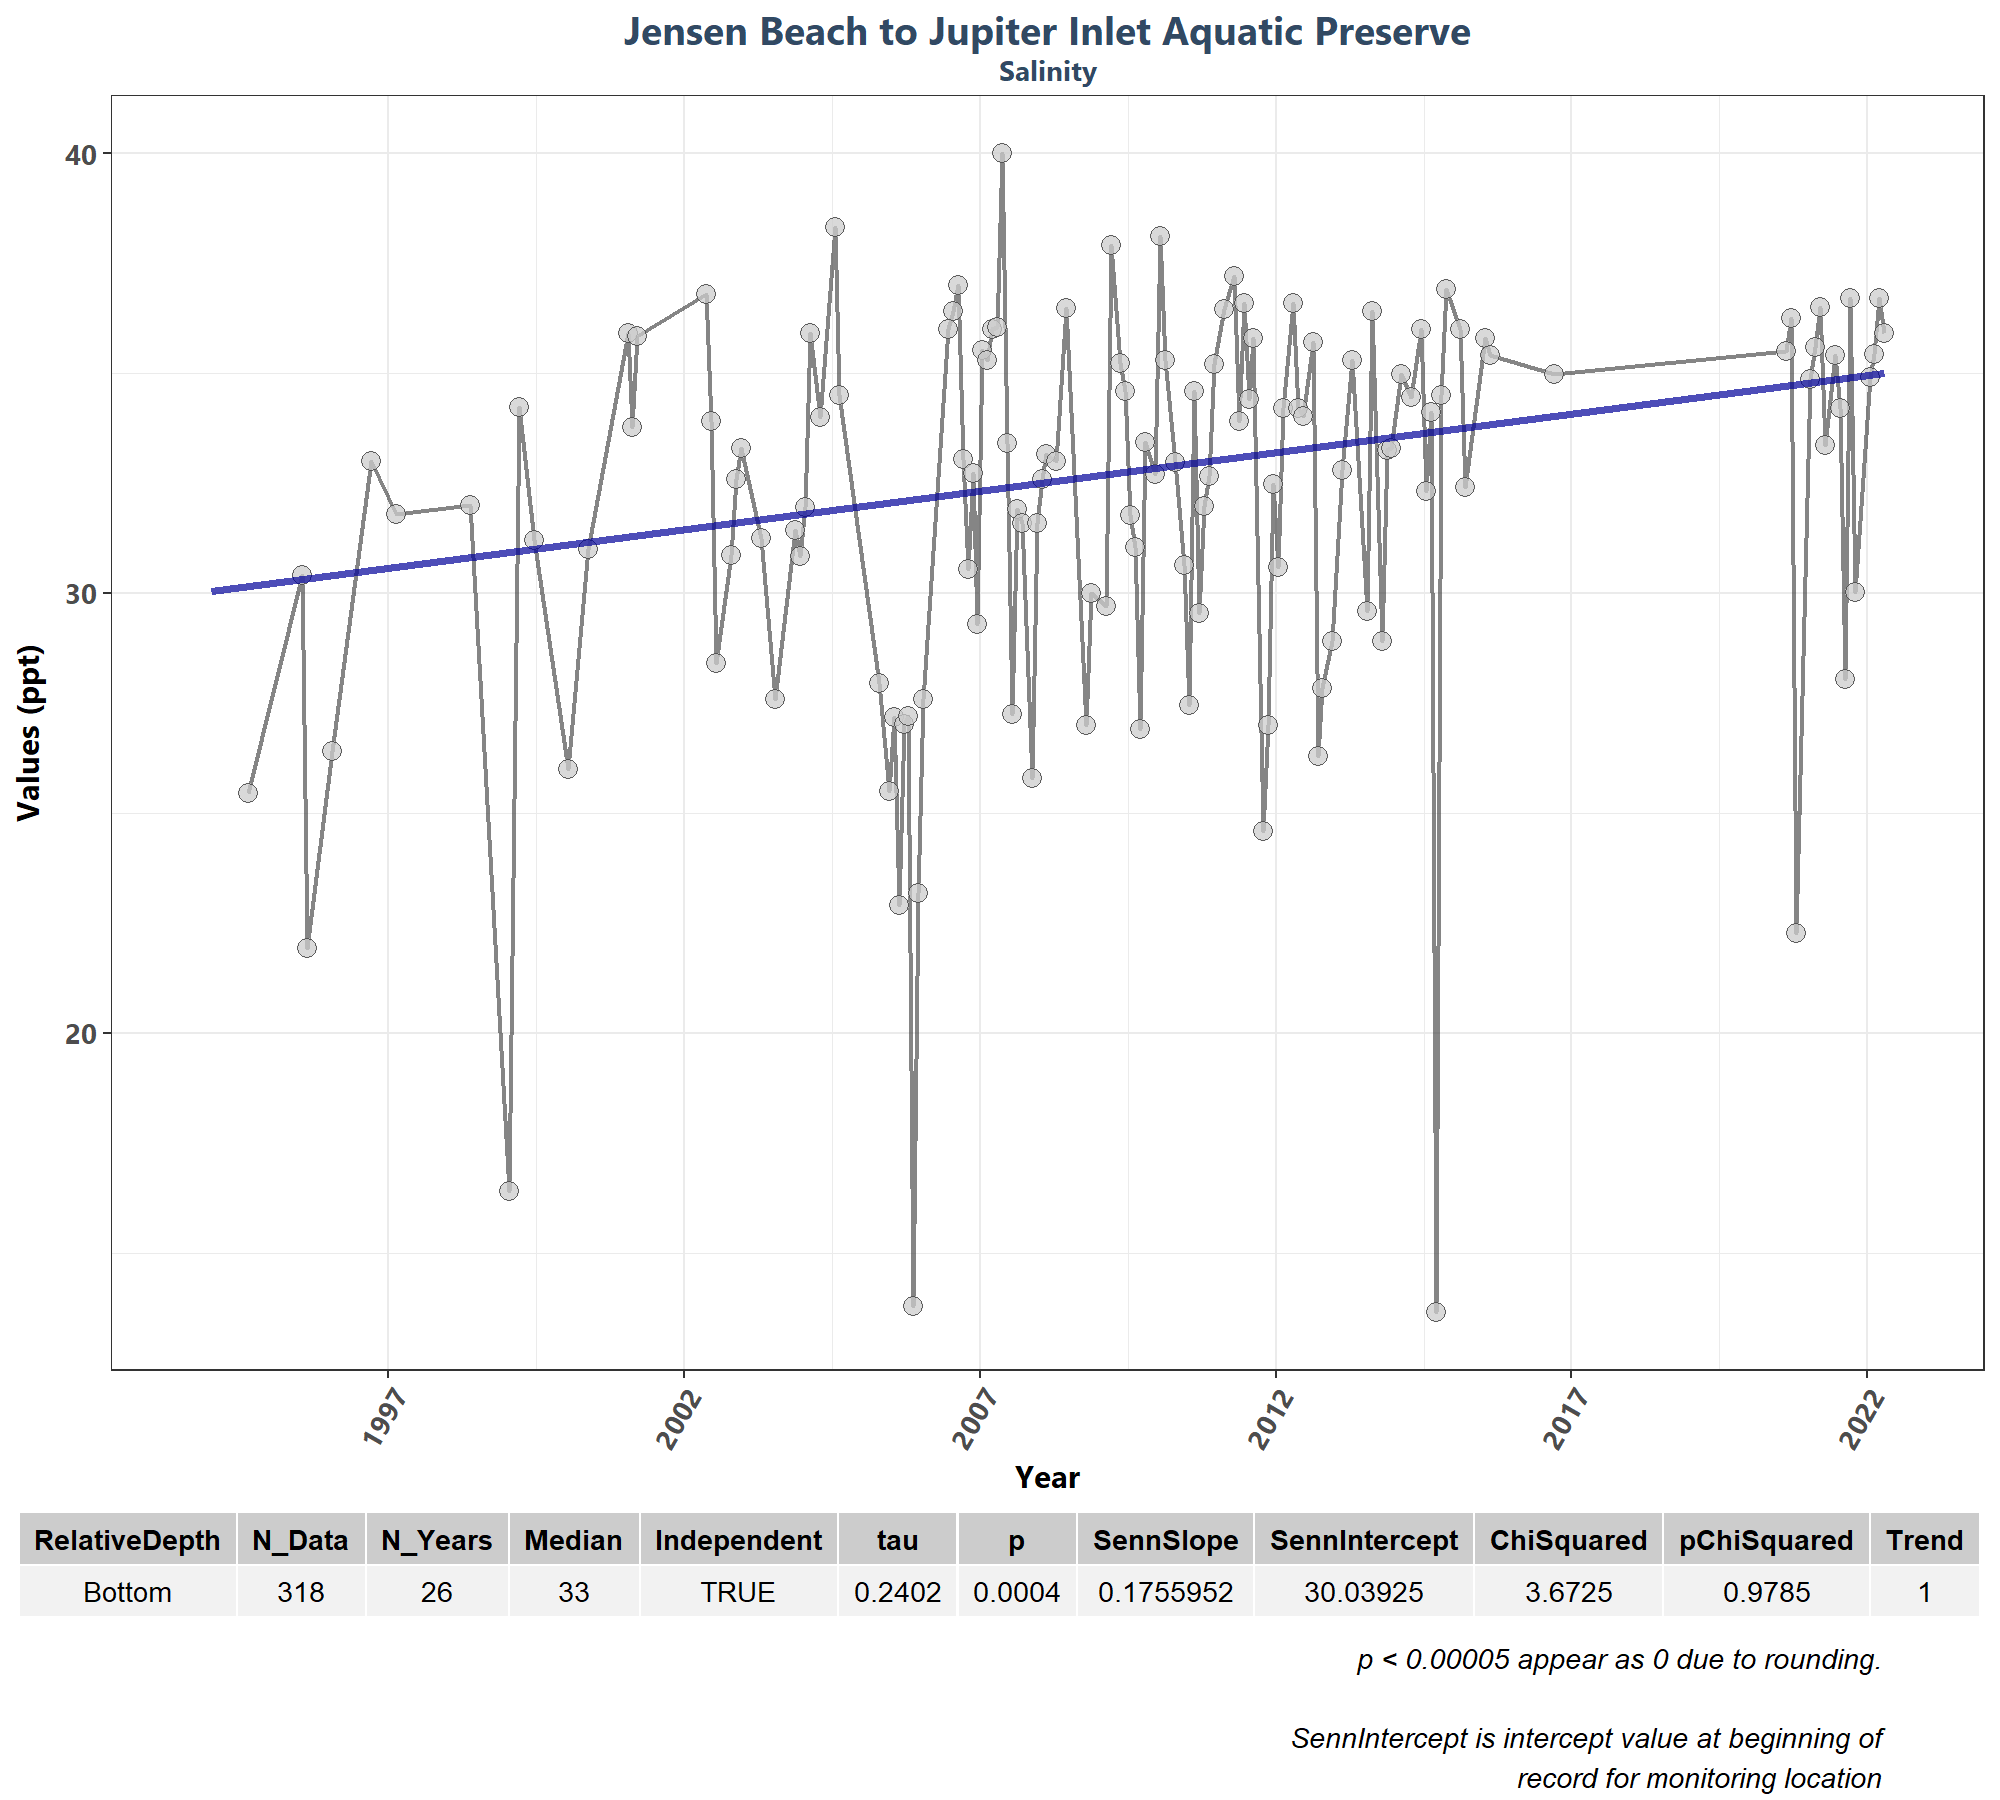 Jensen Beach to Jupiter Inlet Aquatic Preserve
Salinity
40
30
20
Values (ppt)
1997
2002
2007
2012
2017
2022
Year
RelativeDepth N_Data N_Years Median Independent tau p SennSlope SennIntercept ChiSquared pChiSquared Trend
Bottom 318 26 33 TRUE 0.2402 0.0004 0.1755952 30.03925 3.6725 0.9785 1
p < 0.00005 appear as 0 due to rounding.
SennIntercept is intercept value at beginning of
record for monitoring location